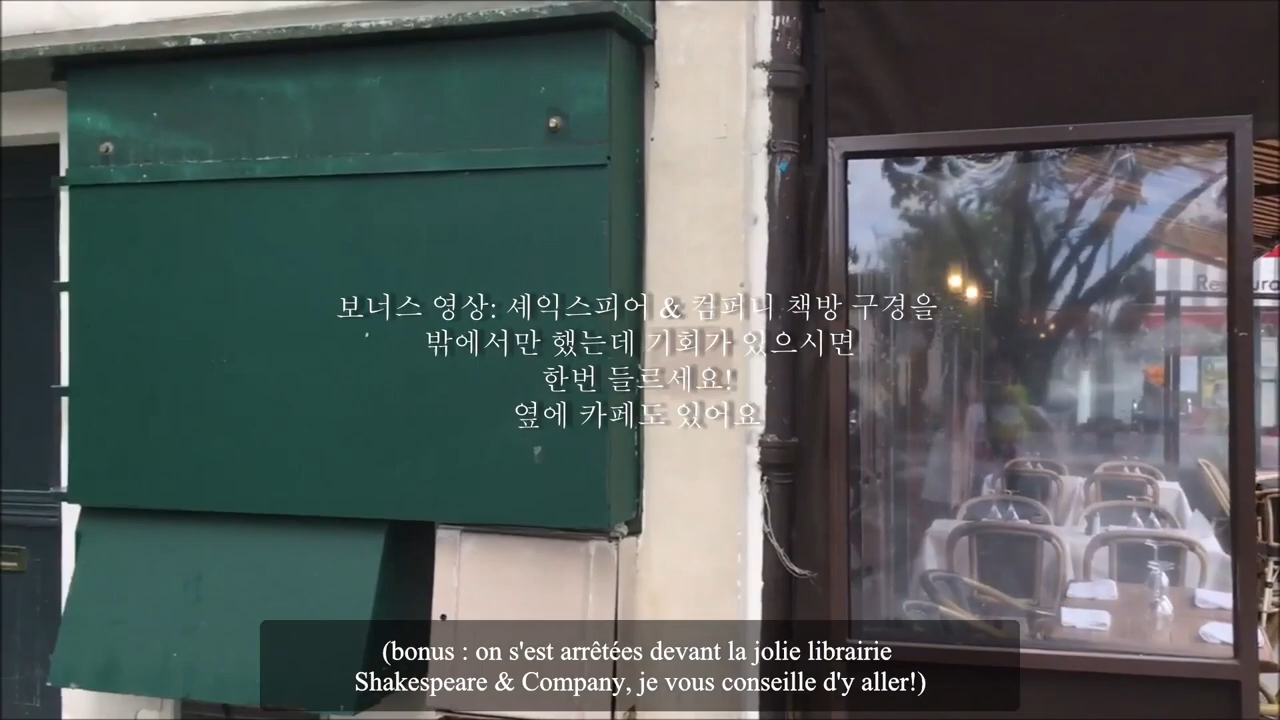 보너스 영상: 셰익스피어 & 컴퍼니 책방 구경을
밖에서만 했는데 기회가 있으시면
한번 들르세요!
옆에 카페도 있어요
(bonus : on s'est arrêtées devant la jolie librairie
Shakespeare & Company, je vous conseille d'y aller!)